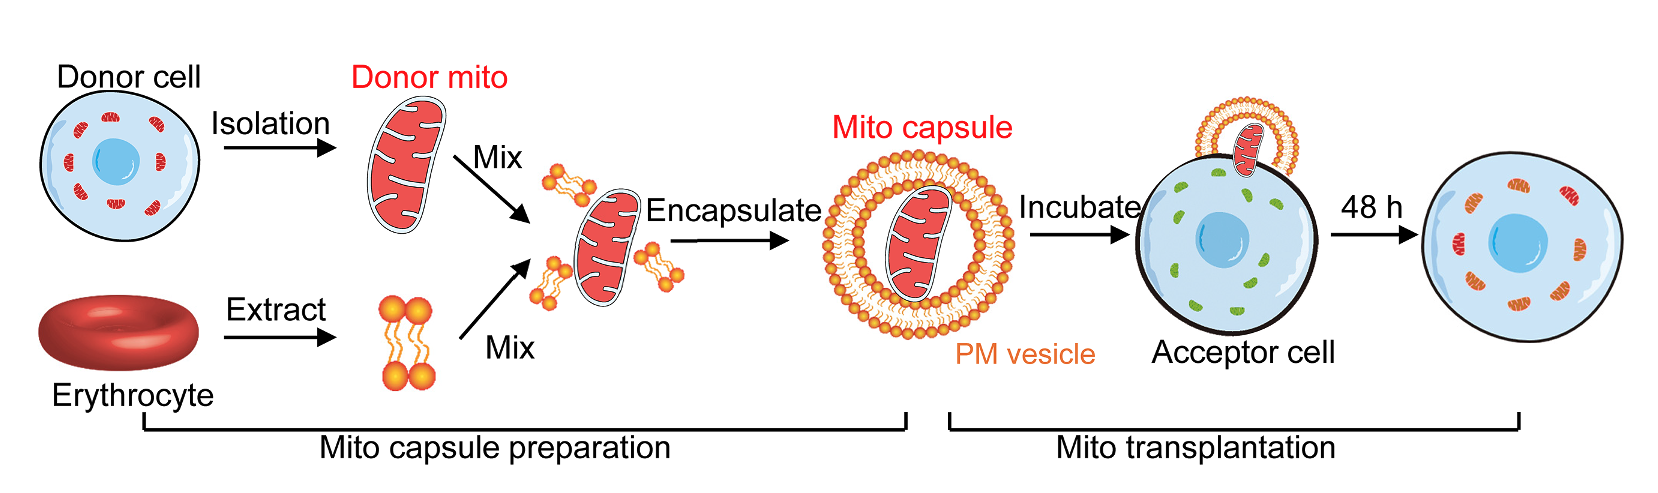 Donor cell
Isolation
Donor mito
Mix
Erythrocyte
Extract
Mix
Encapsulate
Mito capsule
PM vesicle
Incubate
Acceptor cell
48 h
Mito capsule preparation
Mito transplantation